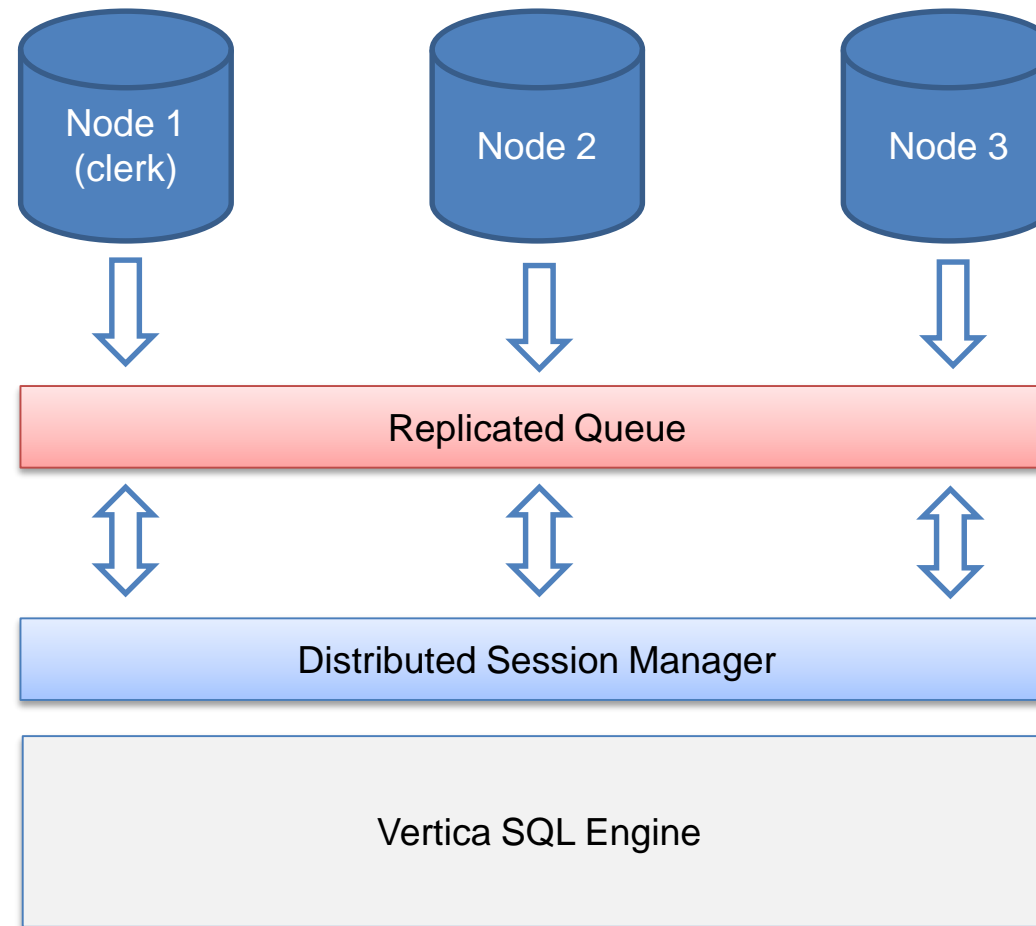 Node 1
(clerk)
Node 2
Node 3
Replicated Queue
Distributed Session Manager
Vertica SQL Engine